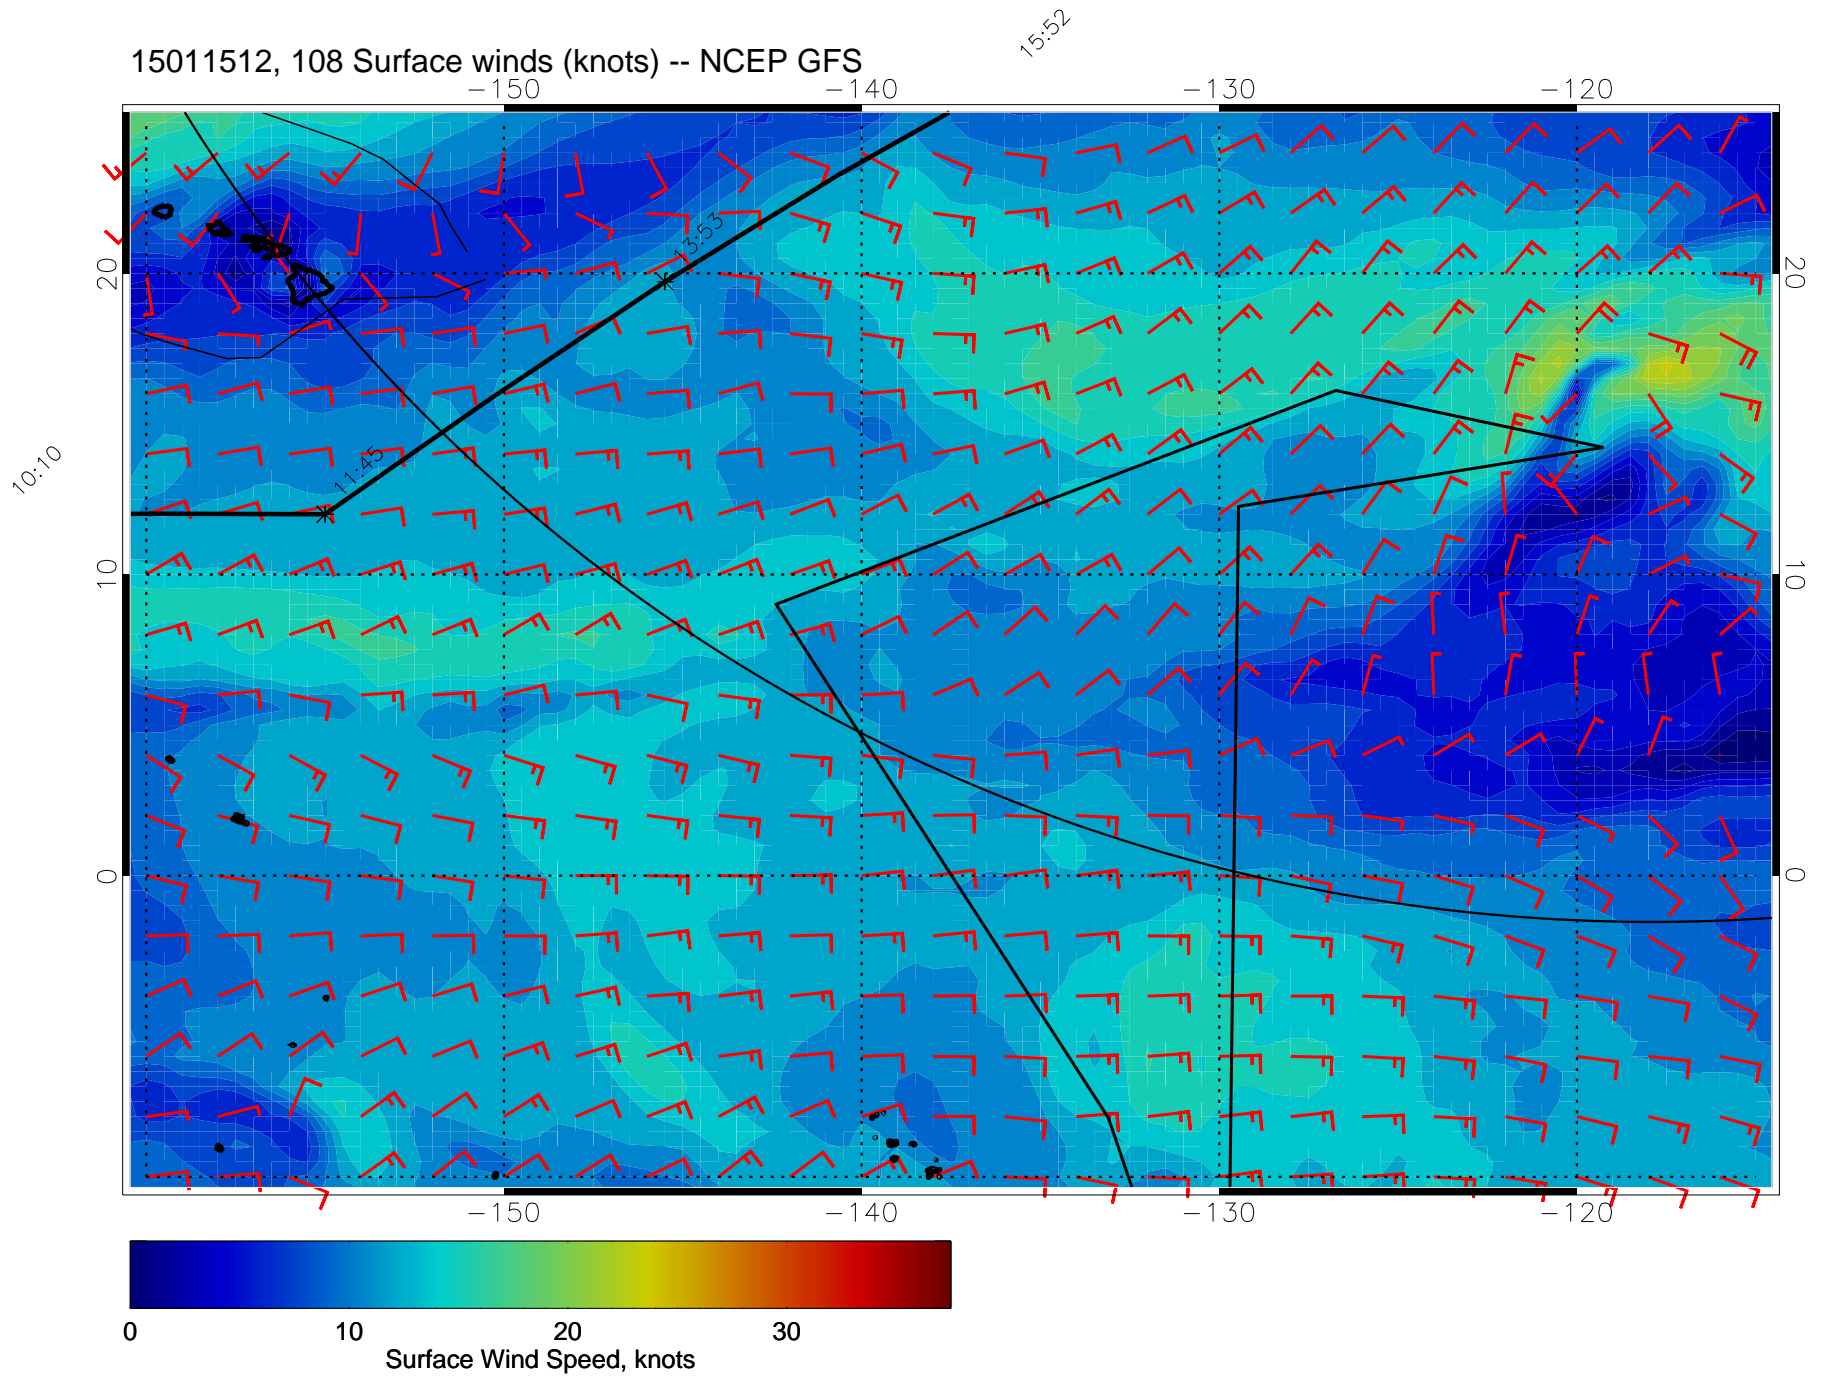 15:52
15011512, 108 Surface winds (knots) -- NCEP GFS
-150 -140 -130 -120
13:53
20 20
11:45
10:10
10 10
0 0
-150 -140 -130 -120
0 10 20 30
Surface Wind Speed, knots